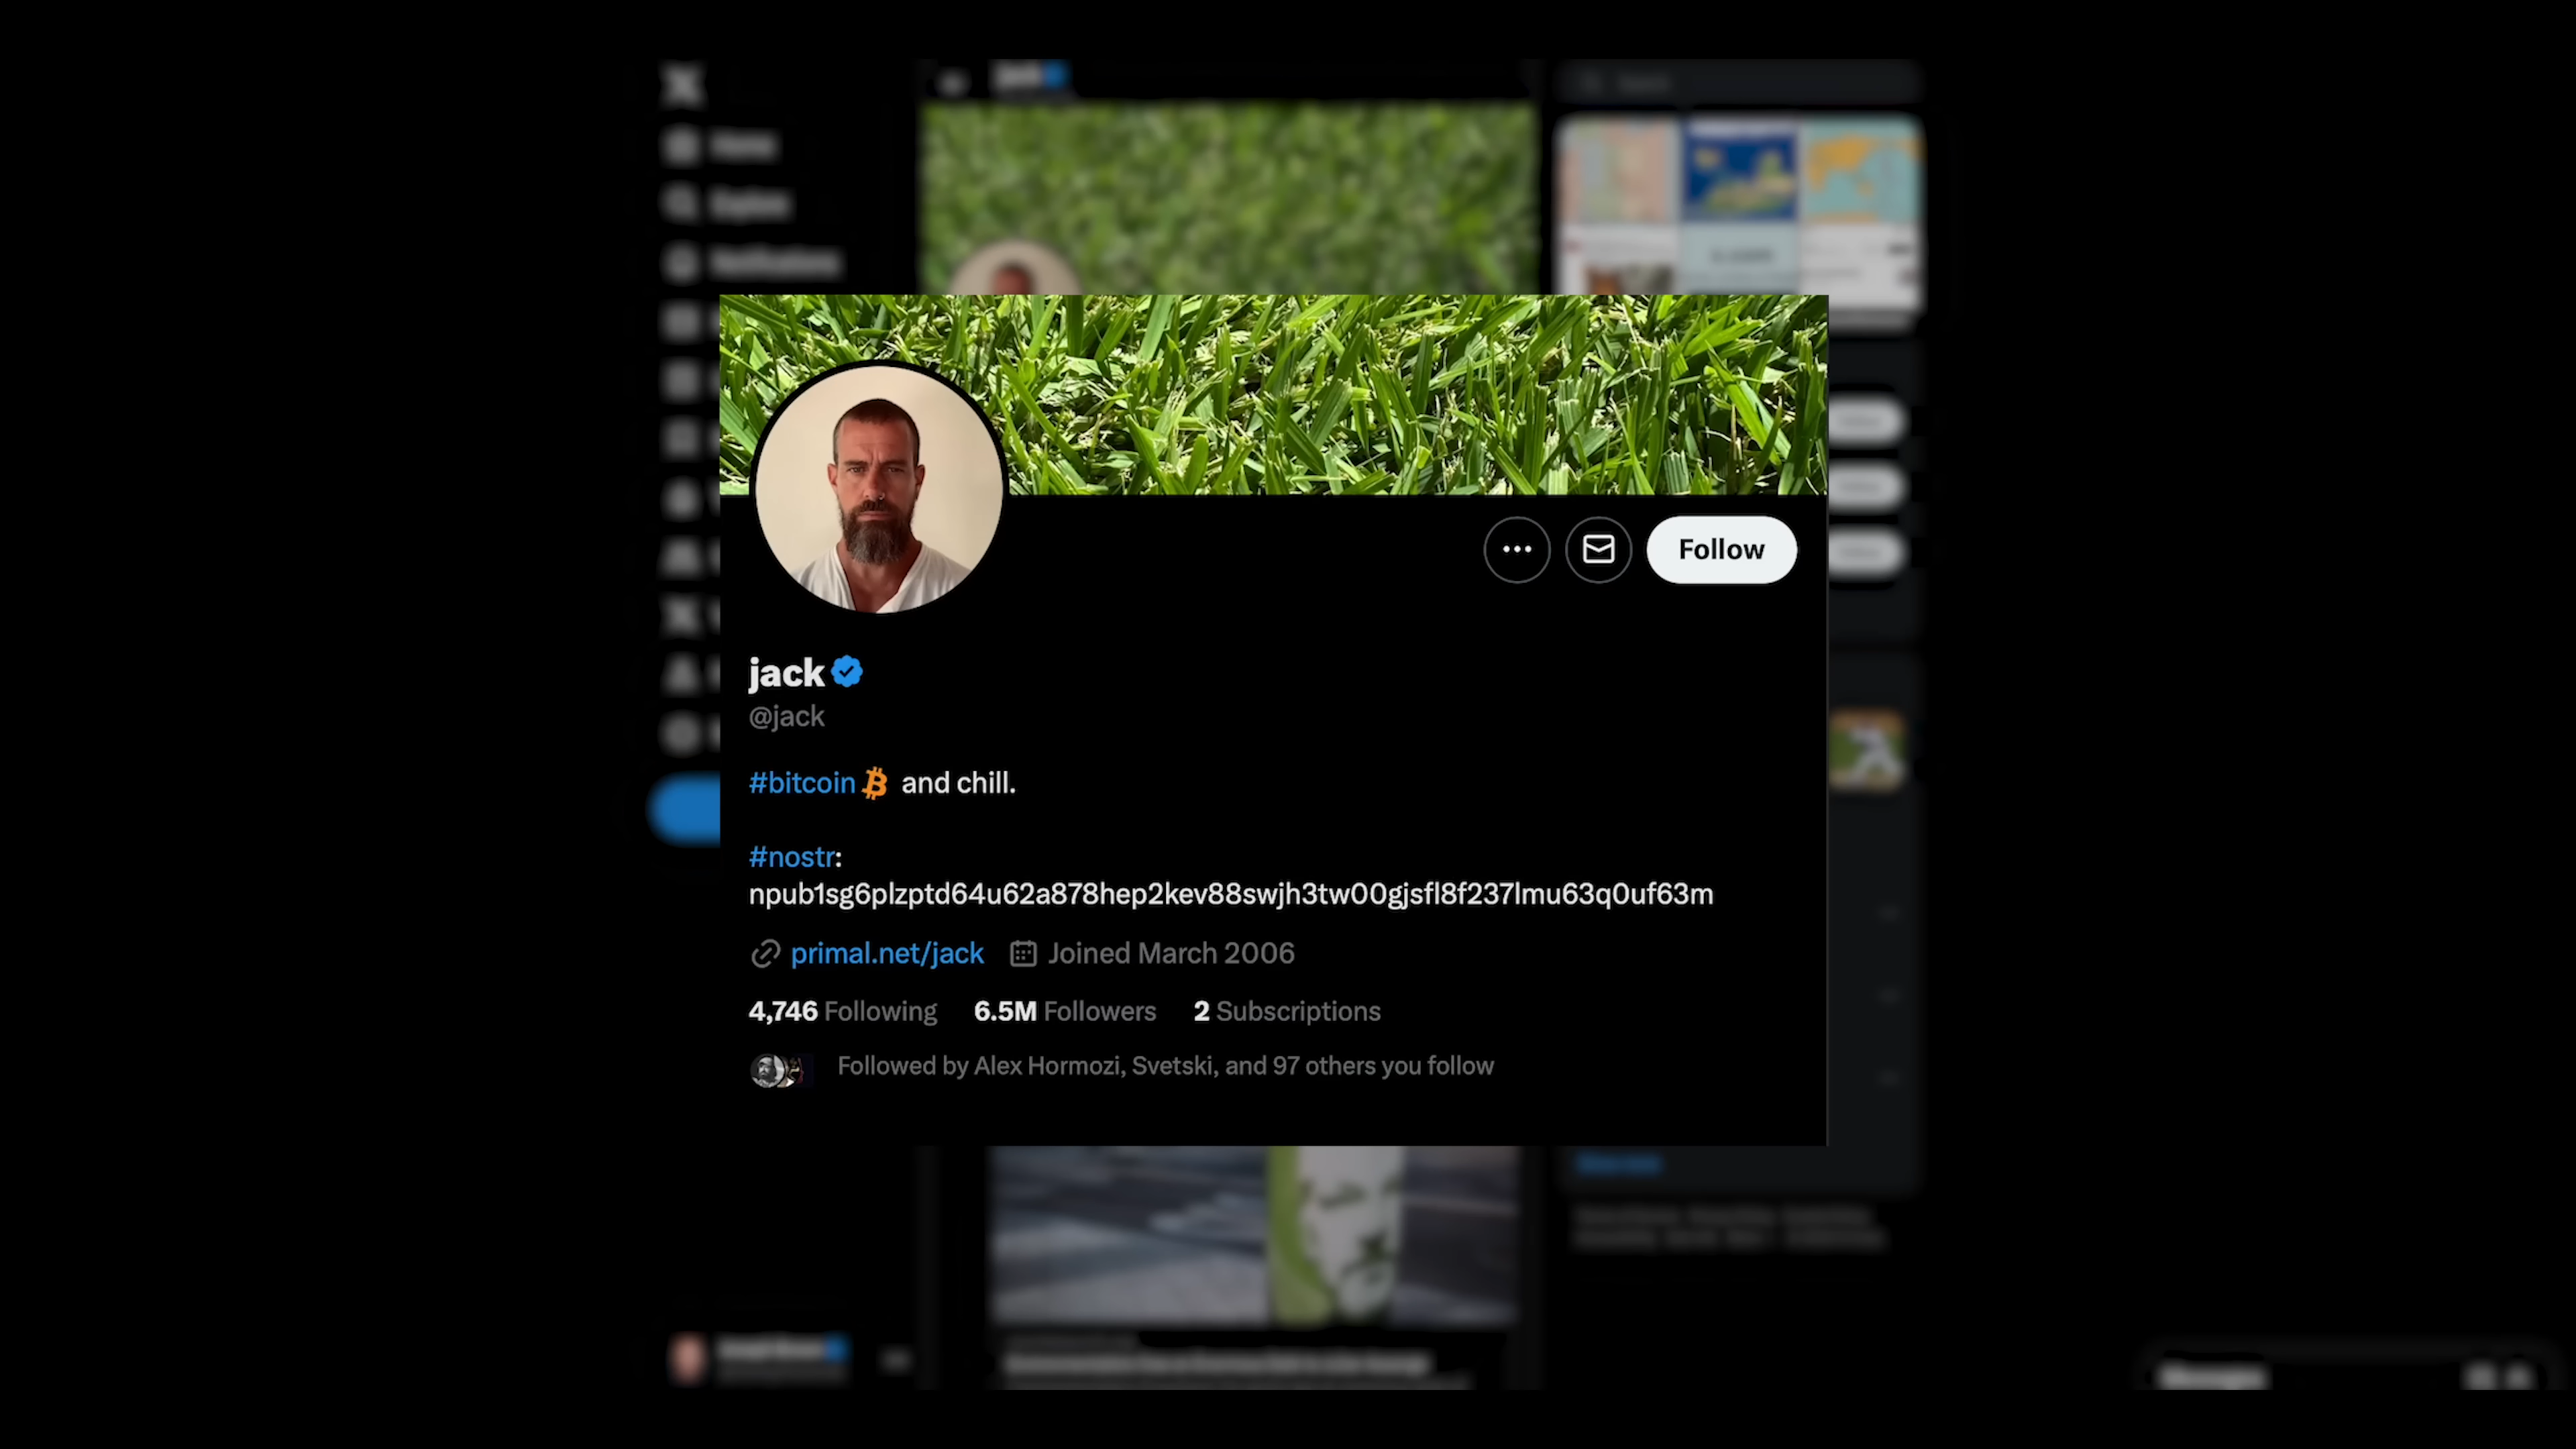 Follow
jack
@jack
#bitcoin and chill.
#nostr:
npub1sg6plzptd64u62a878hep2kev88swjh3tw00gjsfl8f237lmu63q0uf63m
primal.net/jack Joined March 2006
4,746 Following 6.5M Followers 2 Subscriptions
Followed by Alex Hormozi, Svetski, and 97 others you follow